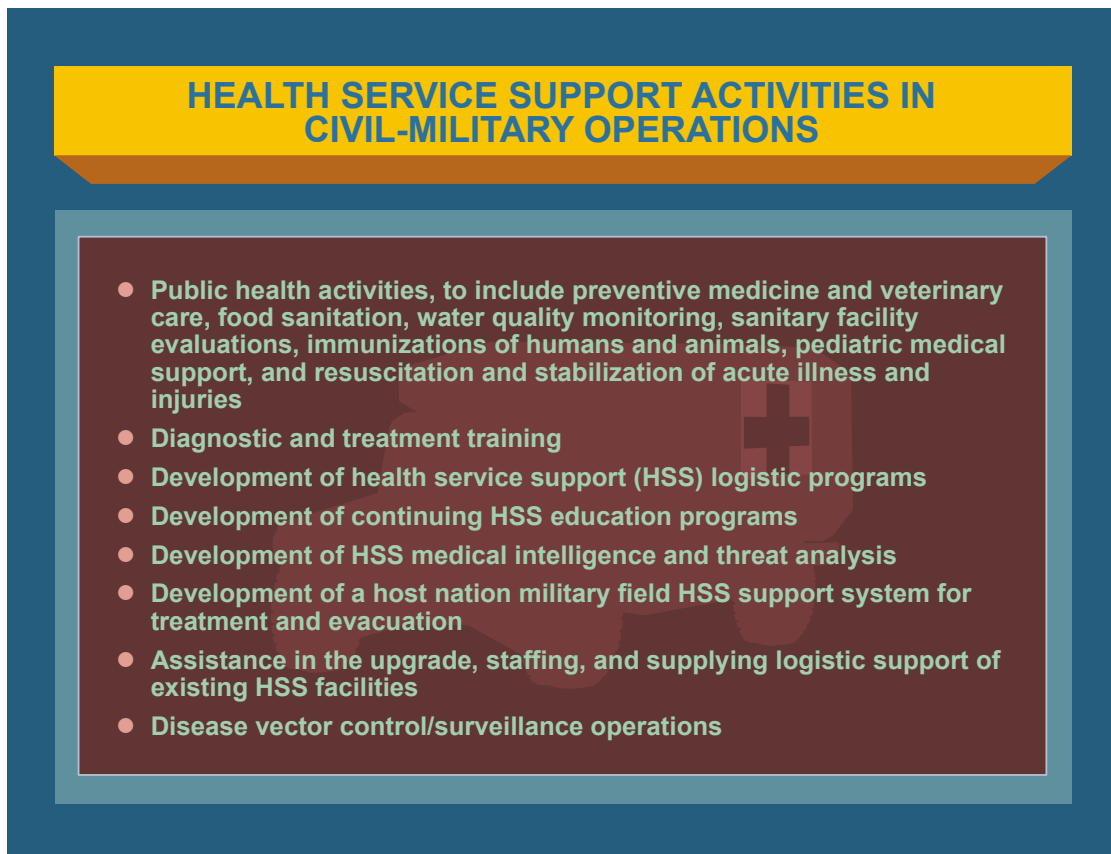 HEALTH SERVICE SUPPORT ACTIVITIES IN
CIVIL-MILITARY OPERATIONS
● Public health activities, to include preventive medicine and veterinary
care, food sanitation, water quality monitoring, sanitary facility
evaluations, immunizations of humans and animals, pediatric medical
support, and resuscitation and stabilization of acute illness and
injuries
● Diagnostic and treatment training
● Development of health service support (HSS) logistic programs
● Development of continuing HSS education programs
● Development of HSS medical intelligence and threat analysis
● Development of a host nation military field HSS support system for
treatment and evacuation
● Assistance in the upgrade, staffing, and supplying logistic support of
existing HSS facilities
● Disease vector control/surveillance operations